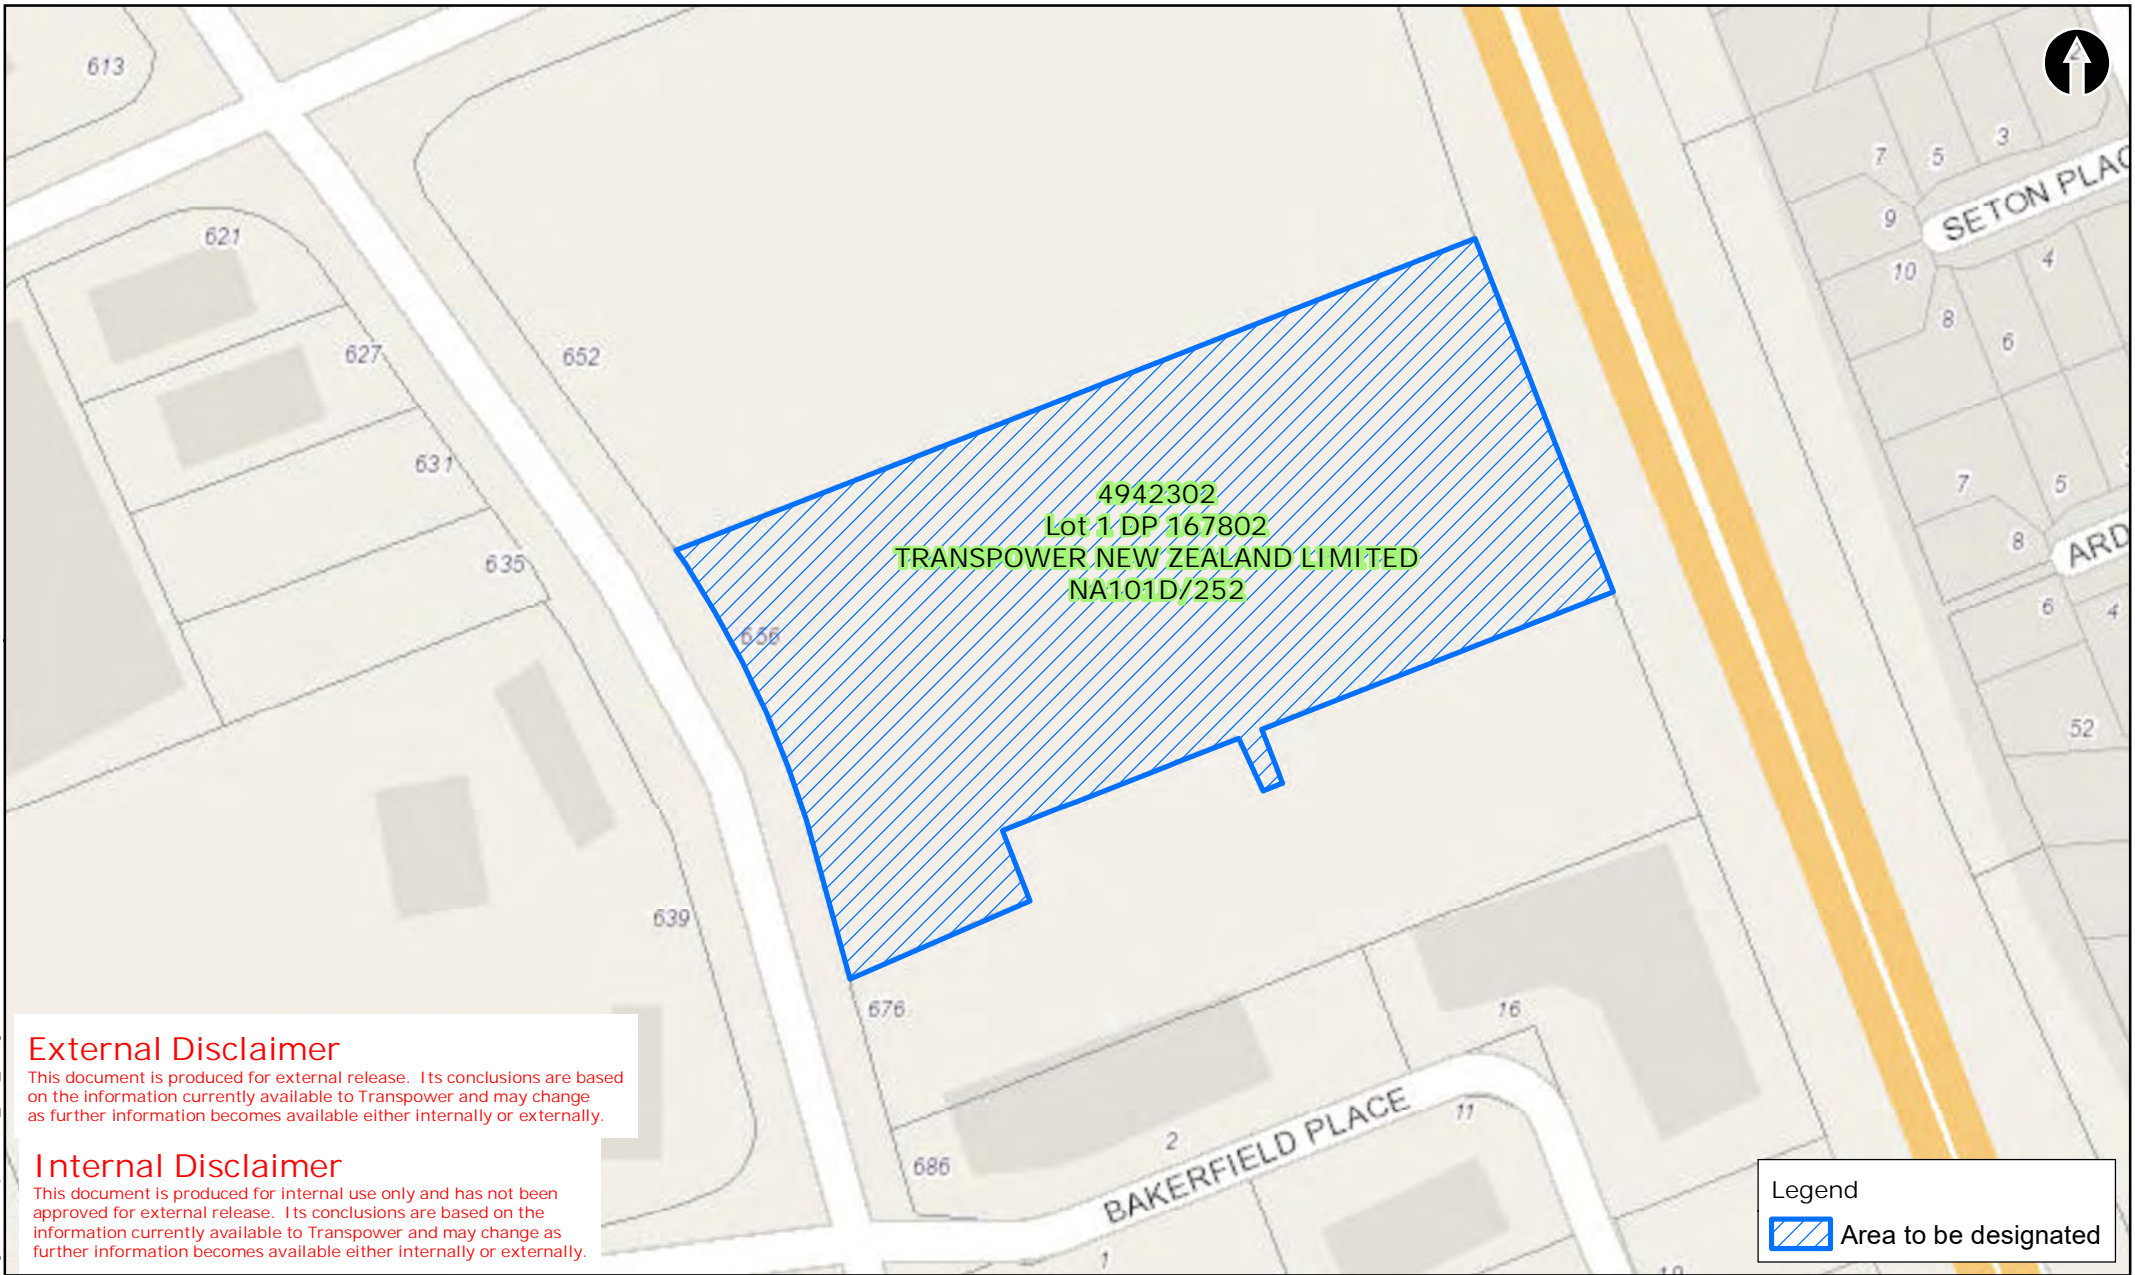 613
2
7
5
3
SETON PLAC
621
9
4
10
8
652
627
6
631
4942302
Lot 1 DP 167802
TRANSPOWER NEW ZEALAND LIMITED
NA101D/252
7
5
635
8
ARD
6
4
656
52
639
676
16
External Disclaimer
This document is produced for external release. Its conclusions are based
on the information currently available to Transpower and may change
as further information becomes available either internally or externally.
11
2
BAKERFIELD PLACE
686
Internal Disclaimer
This document is produced for internal use only and has not been
approved for external release. Its conclusions are based on the
information currently available to Transpower and may change as
further information becomes available either internally or externally.
1
Legend
Area to be designated